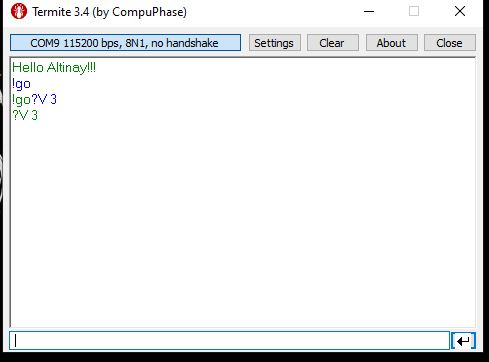 Termite 3.4 (by CompuPhase)
COM9 115200 bps, 8N1, no handshake Settings Clear About Close
Hello Altinay!!!
!go
!go?V 3
?V 3